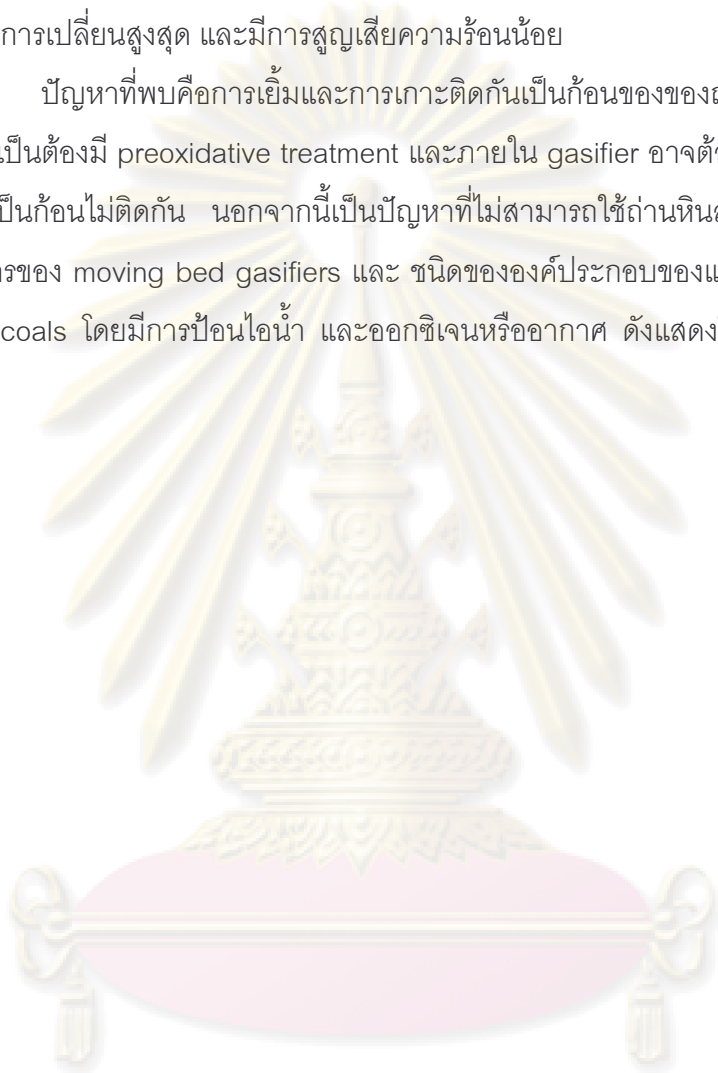 การเปลี่ยนสูงสุด และมีการสูญเสียความร้อนน้อย
ปัญหาที่พบคือการเยิ้มและการเกาะติดกันเป็นก้อนของของถ
เป็นต้องมี preoxidative treatment และภายใน gasifier อาจต้
เป็นก้อนไม่ติดกัน นอกจากนี้เป็นปัญหาที่ไม่สามารถใช้ถ่านหิน
ารของ moving bed gasifiers และ ชนิดขององค์ประกอบของแ
coals โดยมีการป้อนไอน้ำ และออกซิเจนหรืออากาศ ดังแสดง